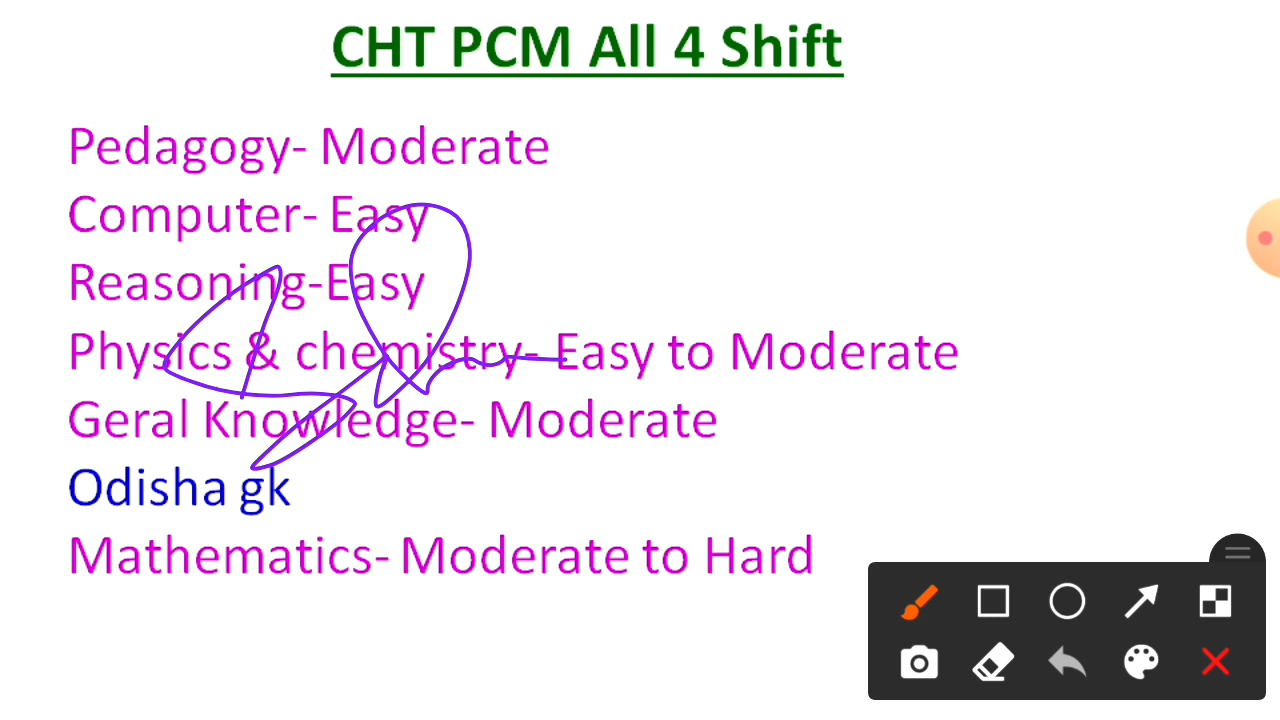 CHT PCM All 4 Shift
Pedagogy- Moderate
Computer- Easy
Reasoning-Easy
Physics & chemistry- Easy to Moderate
Geral Knowledge- Moderate
Odisha gk
Mathematics- Moderate to Hard